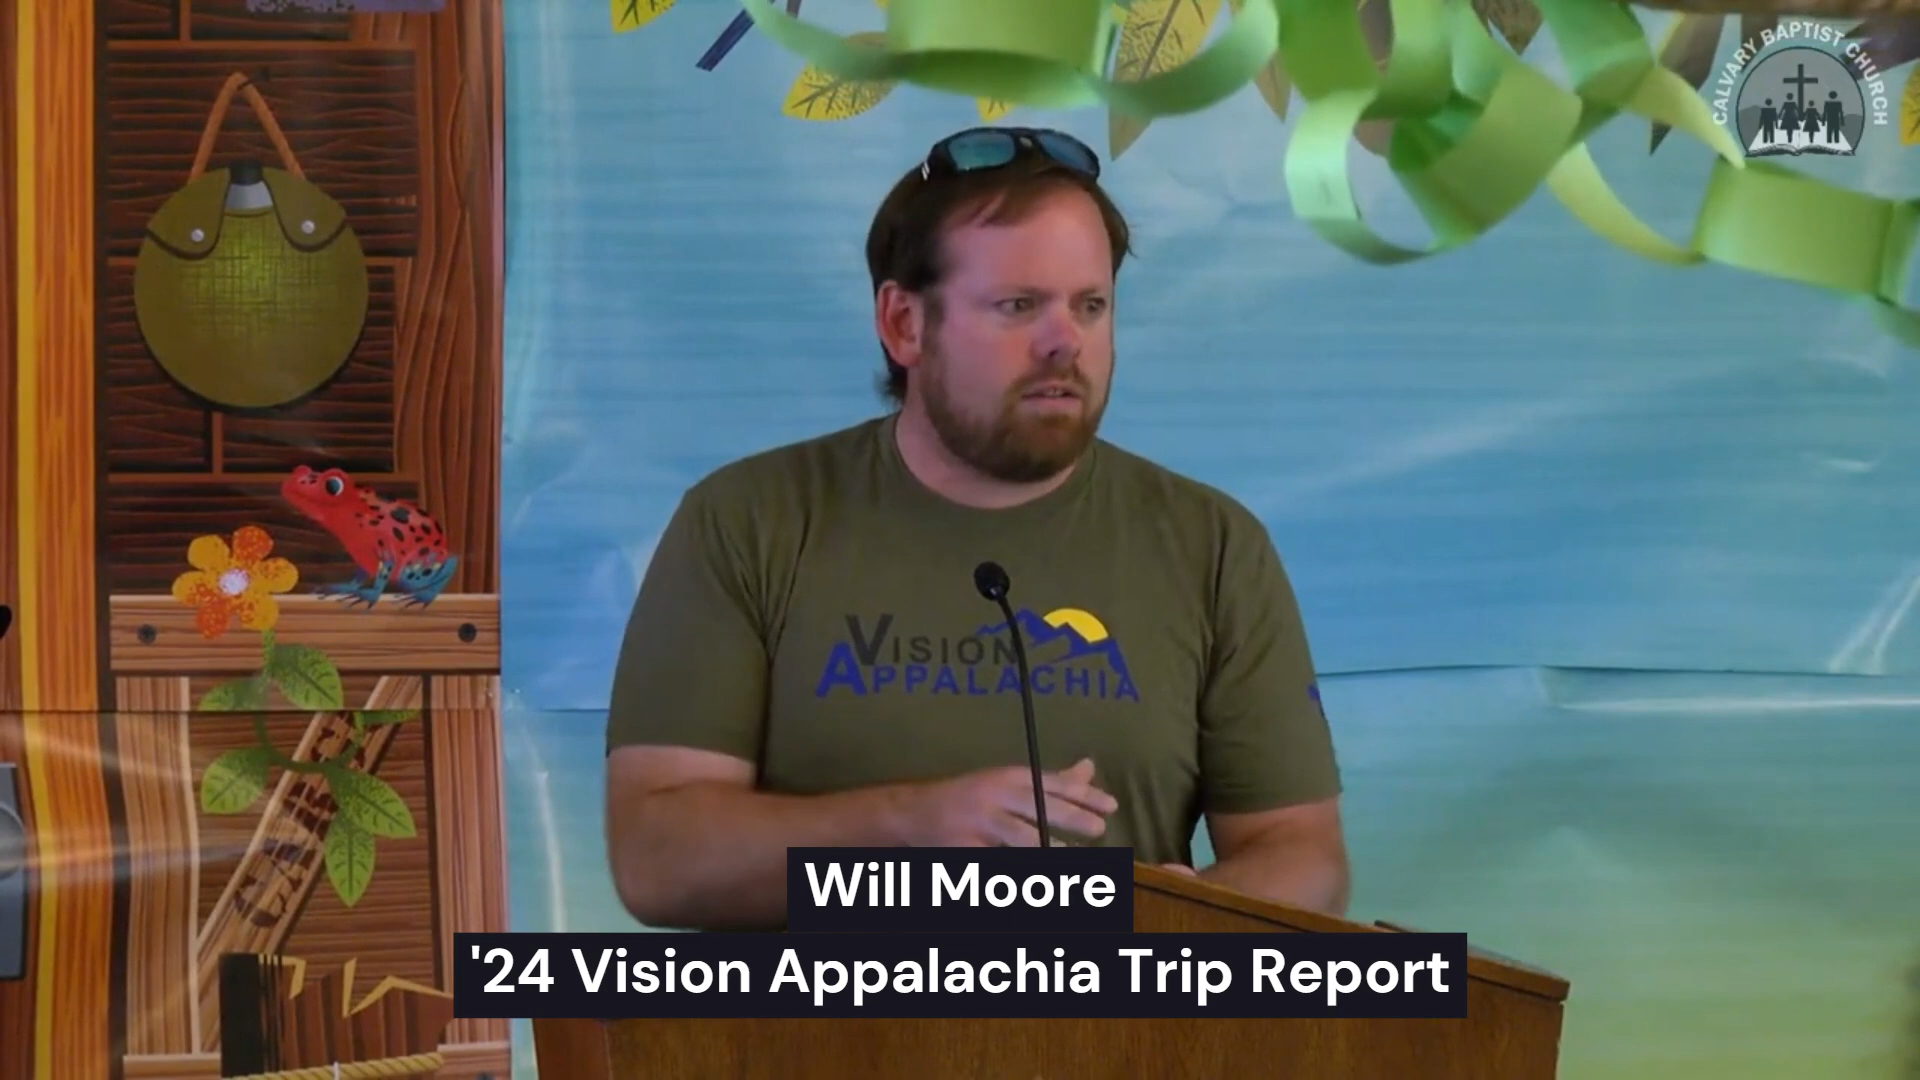 CALVARY BAPTIST CHURCH
VISION
APPALACHIA
Will Moore
'24 Vision Appalachia Trip Report